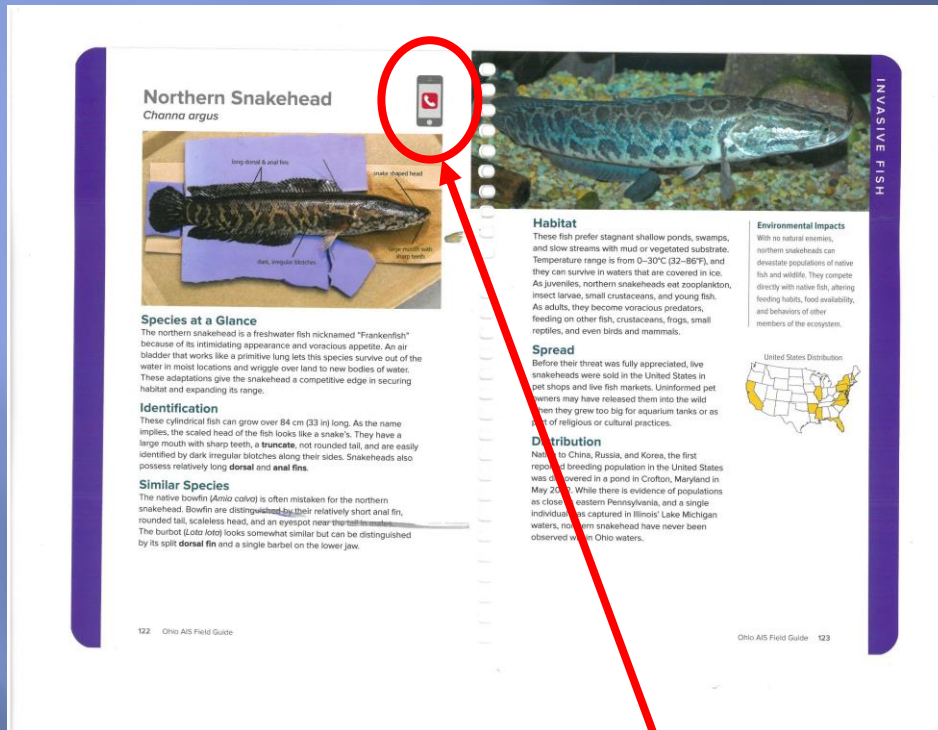 Northern Snakehead
Channa argus
long dorsal & anal fins
snake shaped head
large mouth with
sharp teeth
dark, irregular blotches
Species at a Glance
The northern snakehead is a freshwater fish nicknamed "Frankenfish"
because of its intimidating appearance and voracious appetite. An air
bladder that works like a primitive lung lets this species survive out of the
water in moist locations and wriggle over land to new bodies of water.
These adaptations give the snakehead a competitive edge in securing
habitat and expanding its range.
Identification
These cylindrical fish can grow over 84 cm (33 in) long. As the name
implies, the scaled head of the fish looks like a snake's. They have a
large mouth with sharp teeth, a truncate, not rounded tail, and are easily
identified by dark irregular blotches along their sides. Snakeheads also
possess relatively long dorsal and anal fins.
Similar Species
The native bowfin (Amia calva) is often mistaken for the northern
snakehead. Bowfin are distinguished by their relatively short anal fin,
rounded tail, scaleless head, and an eyespot near the tail in males.
The burbot (Lota lota) looks somewhat similar but can be distinguished
by its split dorsal fin and a single barbel on the lower jaw.
122 Ohio AIS Field Guide
INVASIVE FISH
Habitat
These fish prefer stagnant shallow ponds, swamps,
and slow streams with mud or vegetated substrate.
Temperature range is from 0–30°C (32–86°F), and
they can survive in waters that are covered in ice.
As juveniles, northern snakeheads eat zooplankton,
insect larvae, small crustaceans, and young fish.
As adults, they become voracious predators,
feeding on other fish, crustaceans, frogs, small
reptiles, and even birds and mammals.
Environmental Impacts
With no natural enemies,
northern snakeheads can
devastate populations of native
fish and wildlife. They compete
directly with native fish, altering
feeding habits, food availability,
and behaviors of other
members of the ecosystem.
Spread
Before their threat was fully appreciated, live
snakeheads were sold in the United States in
pet shops and live fish markets. Uninformed pet
owners may have released them into the wild
when they grew too big for aquarium tanks or as
part of religious or cultural practices.
United States Distribution
Distribution
Native to China, Russia, and Korea, the first
reported breeding population in the United States
was discovered in a pond in Crofton, Maryland in
May While there is evidence of populations
as close as eastern Pennsylvania, and a single
individual was captured in Illinois' Lake Michigan
waters, northern snakehead have never been
observed within Ohio waters.
Ohio AIS Field Guide 123